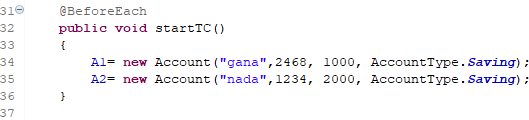 31 @BeforeEach
32 public void startTC()
33 {
34 A1= new Account("gana",2468, 1000, AccountType.Saving);
35 A2= new Account("nada",1234, 2000, AccountType.Saving);
36 }
37